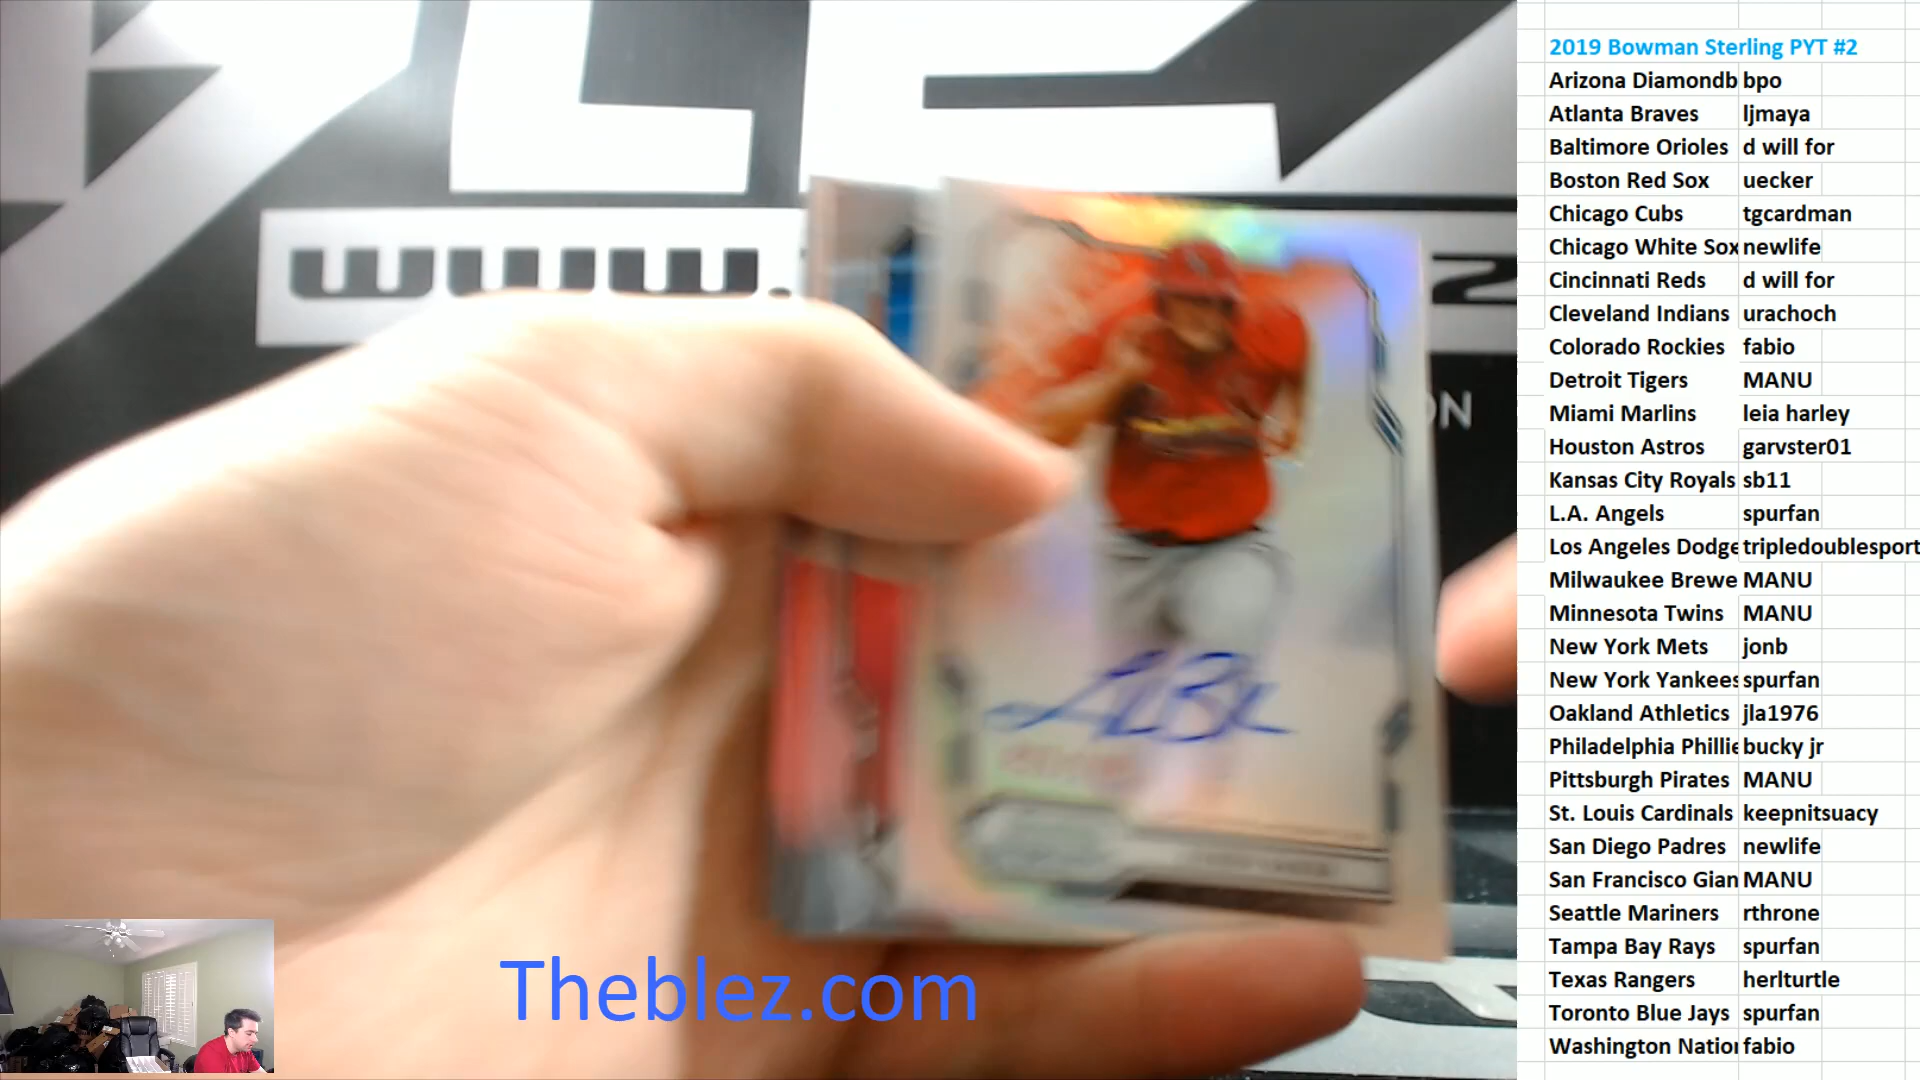 www.
ON
Theblez.com
2019 Bowman Sterling PYT #2
Arizona Diamondb bpo
Atlanta Braves ljmaya
Baltimore Orioles d will for
Boston Red Sox uecker
Chicago Cubs tgcardman
Chicago White Sox newlife
Cincinnati Reds d will for
Cleveland Indians urachoch
Colorado Rockies fabio
Detroit Tigers MANU
Miami Marlins leia harley
Houston Astros garvster01
Kansas City Royals sb11
L.A. Angels spurfan
Los Angeles Dodge tripledoublesport
Milwaukee Brewe MANU
Minnesota Twins MANU
New York Mets jonb
New York Yankees spurfan
Oakland Athletics jla1976
Philadelphia Phillie bucky jr
Pittsburgh Pirates MANU
St. Louis Cardinals keepnitsuacy
San Diego Padres newlife
San Francisco Gian MANU
Seattle Mariners rthrone
Tampa Bay Rays spurfan
Texas Rangers herlturtle
Toronto Blue Jays spurfan
Washington Nation fabio